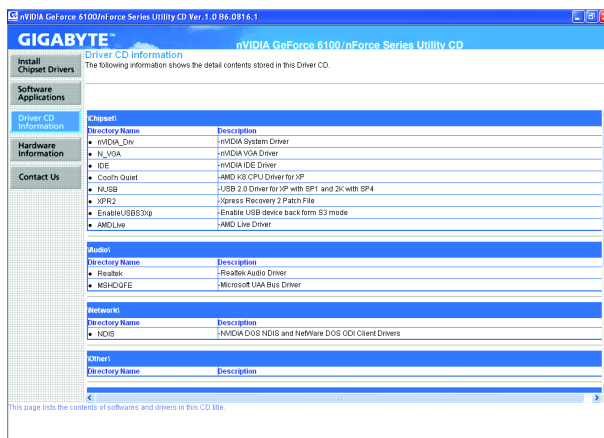 nVIDIA GeForce 6100/nForce Series Utility CD Ver.1.0 B6.0816.1
GIGABYTE™
nVIDIA GeForce 6100/nForce Series Utility CD
Install
Chipset Drivers
Software
Applications
Driver CD
Information
Hardware
Information
Contact Us
Driver CD Information
The following information shows the detail contents stored in this Driver CD.
\Chipset\
Directory Name Description
● nVIDIA_Drv -nVIDIA System Driver
● N_VGA -nVIDIA VGA Driver
● IDE -nVIDIA IDE Driver
● Cool'n Quiet -AMD K8 CPU Driver for XP
● NUSB -USB 2.0 Driver for XP with SP1 and 2K with SP4
● XPR2 -Xpress Recovery 2 Patch File
● EnableUSBS3Xp -Enable USB device back form S3 mode
● AMDLive -AMD Live Driver
\Audio\
Directory Name Description
● Realtek -Realtek Audio Driver
● MSHDQFE -Microsoft UAA Bus Driver
\Network\
Directory Name Description
● NDIS -NVIDIA DOS NDIS and NetWare DOS ODI Client Drivers
\Other\
Directory Name Description
This page lists the contents of softwares and drivers in this CD title.